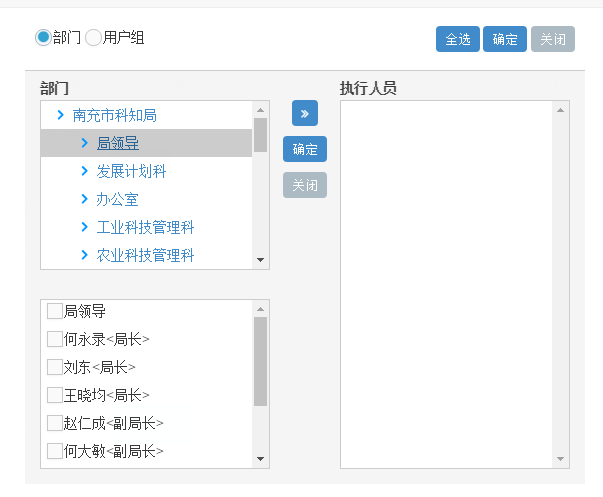 部门 用户组 全选 确定 关闭
部门
执行人员
南充市科知局
局领导
发展计划科
办公室
工业科技管理科
农业科技管理科
确定
关闭
局领导
何永录<局长>
刘东<局长>
王晓均<局长>
赵仁成<副局长>
何大敏<副局长>